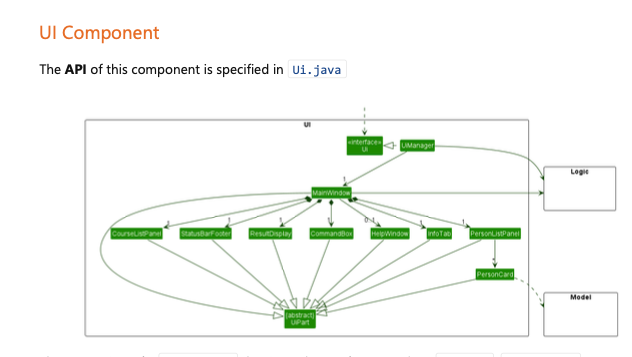 UI Component
The API of this component is specified in Ui.java
UI
«interface»
Ui
UiManager
Logic
1
MainWindow
1
1
1
1
0..1
1
1
CourseListPanel
StatusBarFooter
ResultDisplay
CommandBox
HelpWindow
InfoTab
PersonListPanel
PersonCard
Model
{abstract}
UiPart